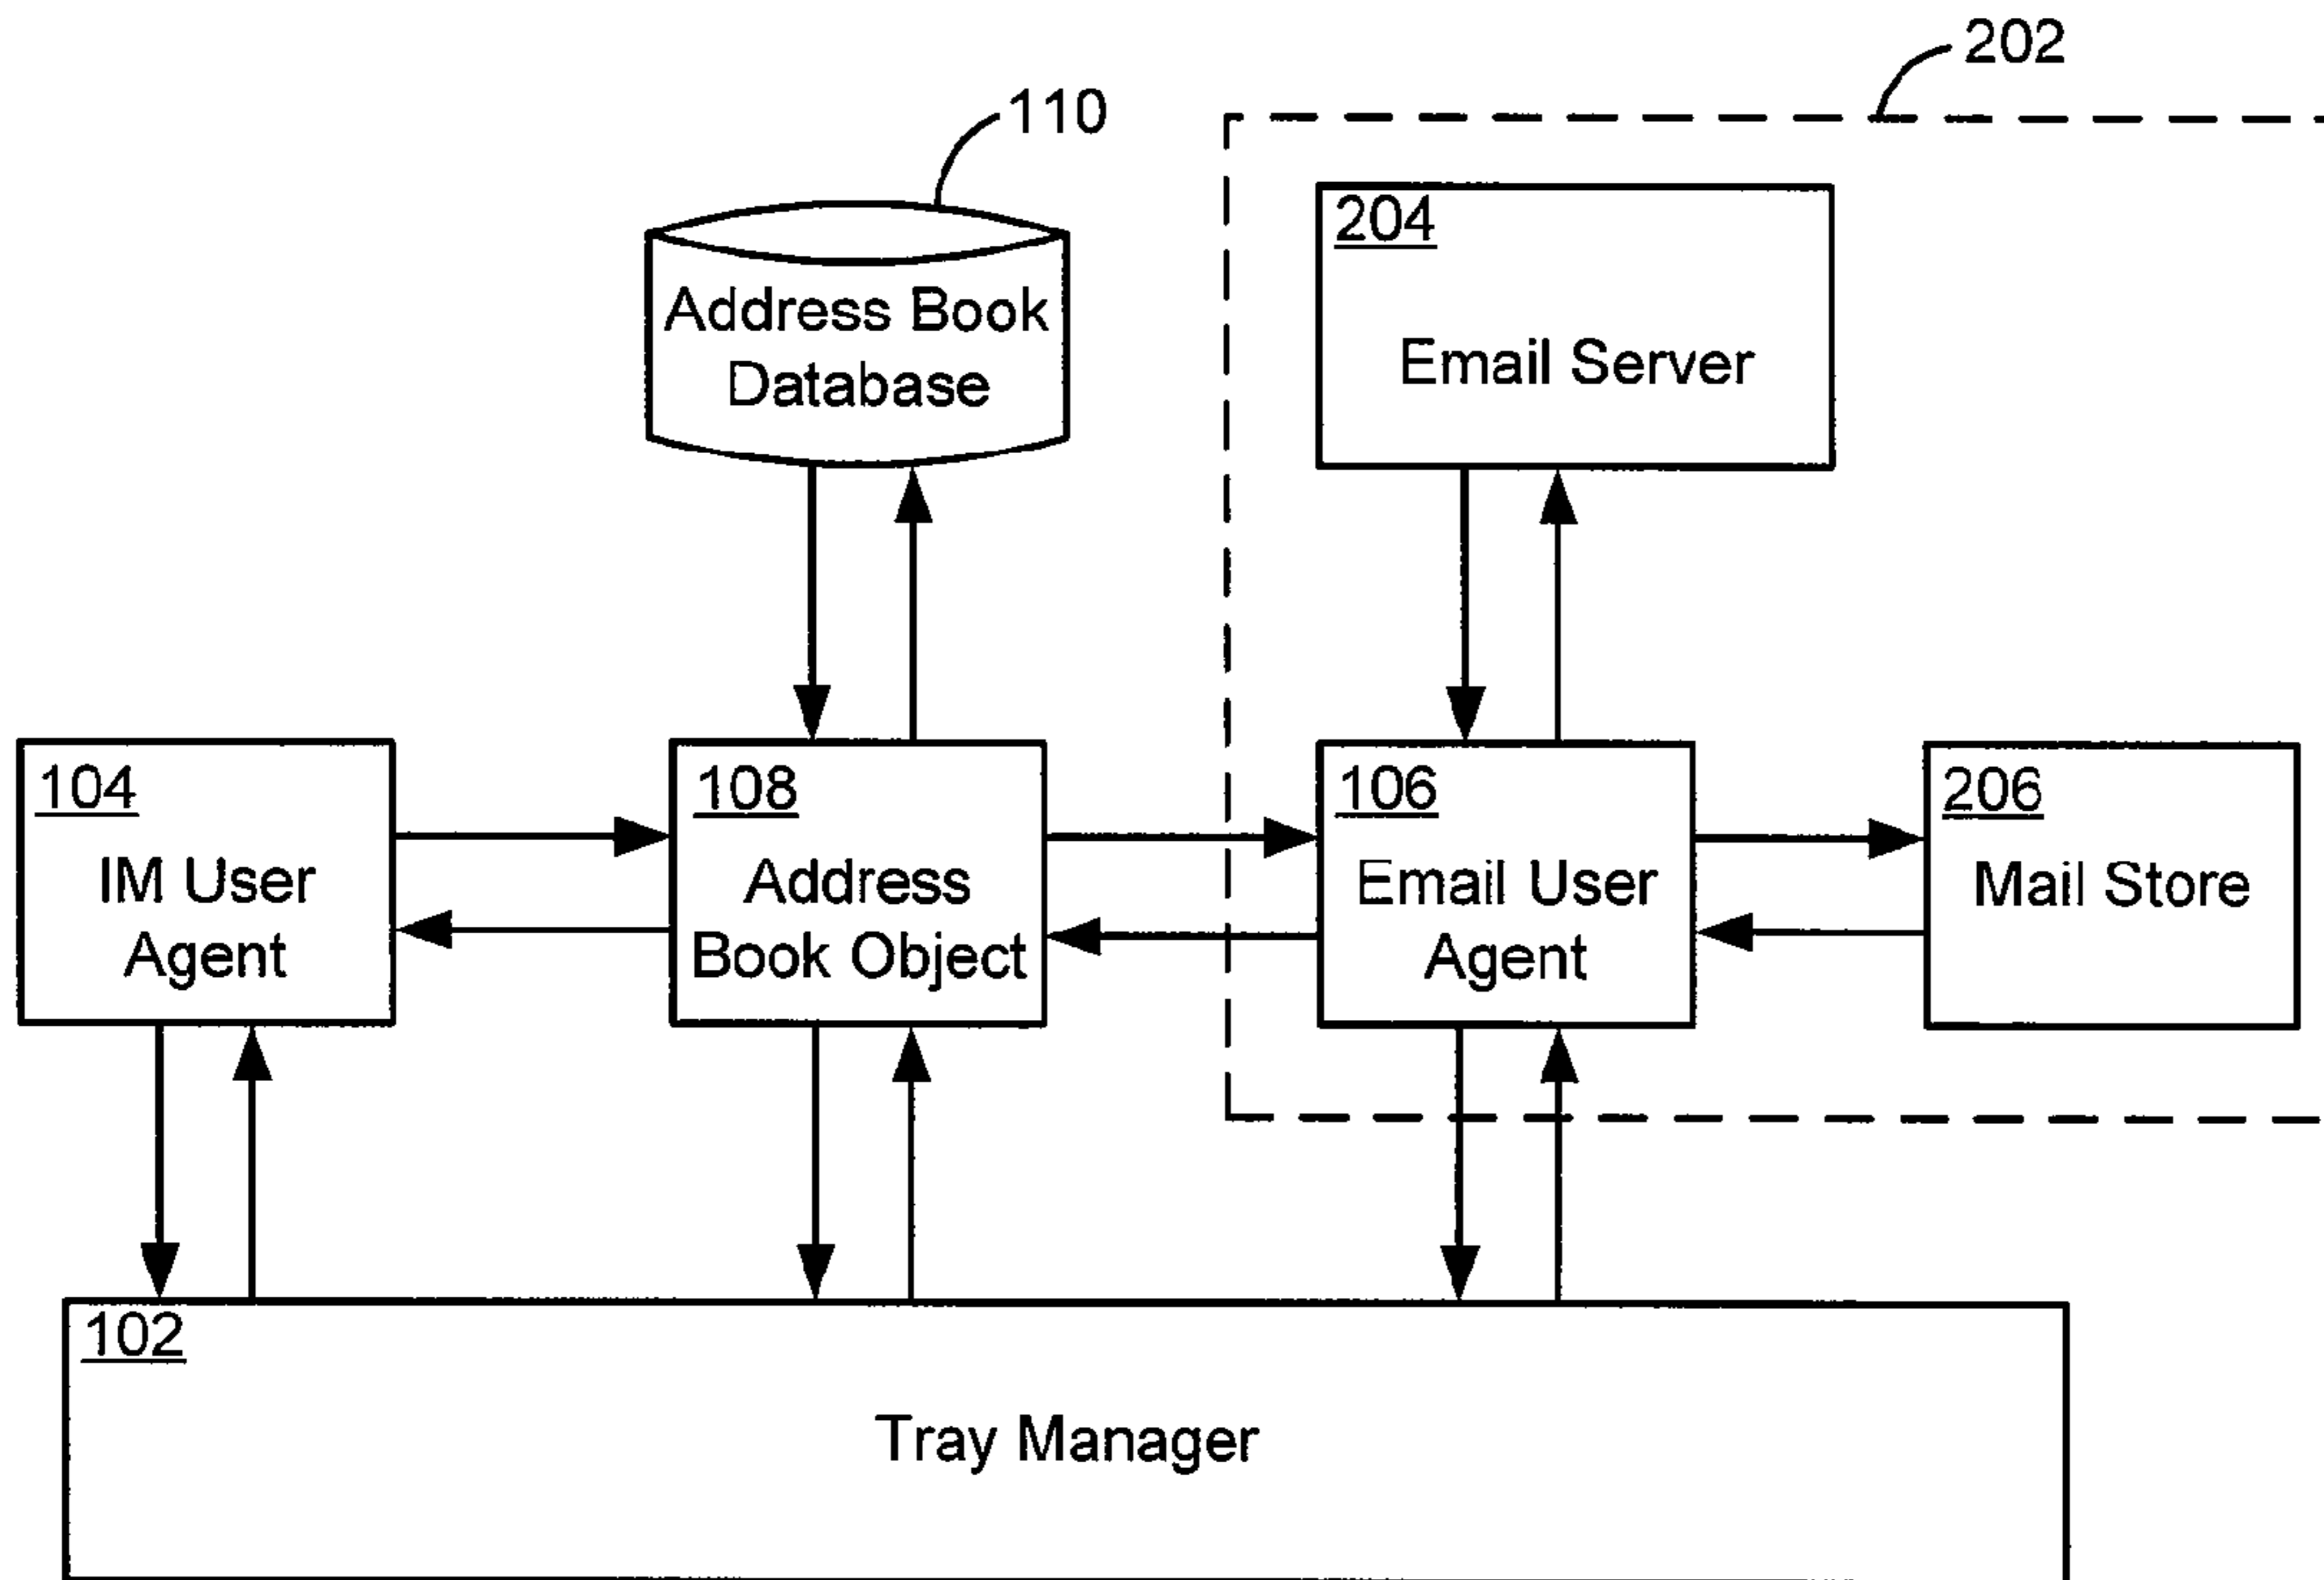 202
110
Address Book
Database
204
Email Server
104
IM User
Agent
108
Address
Book Object
106
Email User
Agent
206
Mail Store
102
Tray Manager